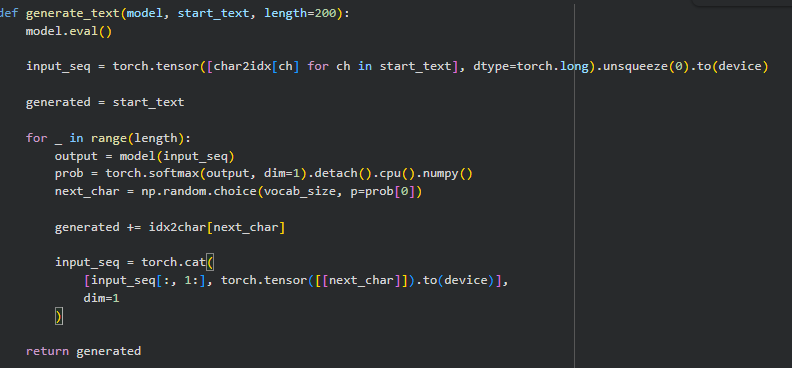 def generate_text(model, start_text, length=200):
    model.eval()
    input_seq = torch.tensor([char2idx[ch] for ch in start_text], dtype=torch.long).unsqueeze(0).to(device)
    generated = start_text
    for _ in range(length):
        output = model(input_seq)
        prob = torch.softmax(output, dim=1).detach().cpu().numpy()
        next_char = np.random.choice(vocab_size, p=prob[0])
        generated += idx2char[next_char]
        input_seq = torch.cat(
            [input_seq[:, 1:], torch.tensor([[next_char]]).to(device)],
            dim=1
        )
    return generated